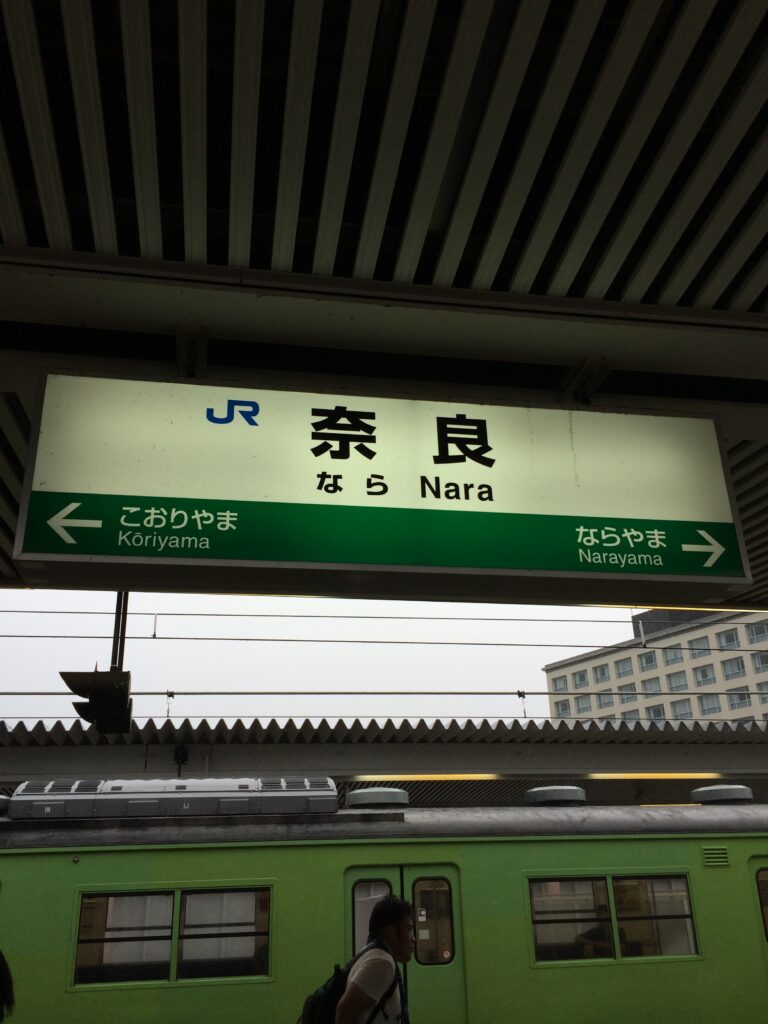 JR 奈良
なら Nara
← こおりやま
Kōriyama
ならやま →
Narayama